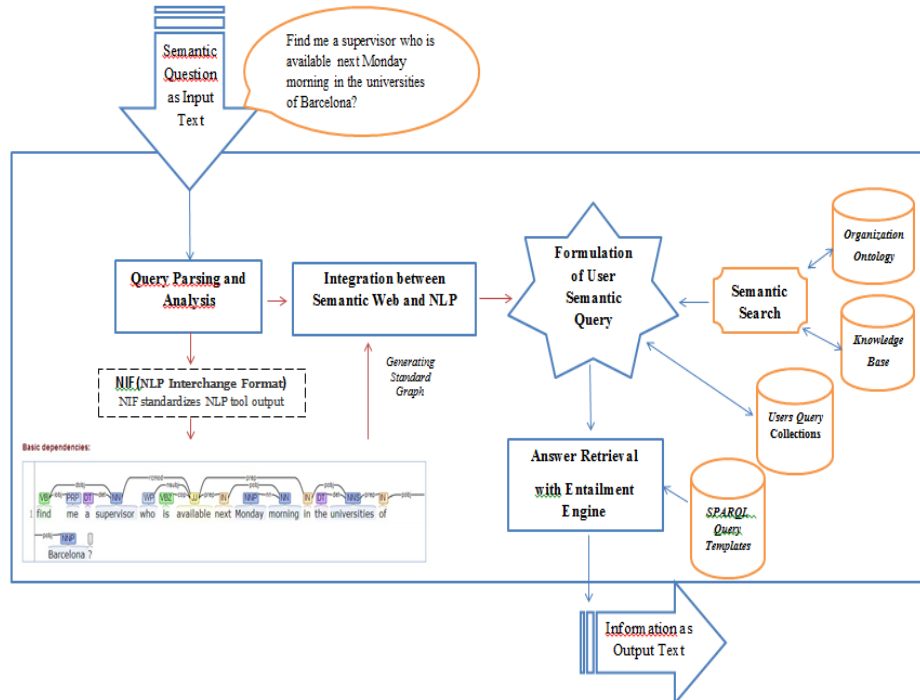 Semantic
Question
as Input
Text
Find me a supervisor who is
available next Monday
morning in the universities
of Barcelona?
Query Parsing and
Analysis
Integration between
Semantic Web and NLP
Formulation
of User
Semantic
Query
Semantic
Search
Organization
Ontology
Knowledge
Base
NIF(NLP Interchange Format)
NIF standardizes NLP tool output
Generating
Standard
Graph
Users Query
Collections
Answer Retrieval
with Entailment
Engine
SPARQL
Query
Templates
Basic dependencies:
VB PRP DT NN WP VBZ JJ IN NNP NN IN DT NNS IN
1 find me a supervisor who is available next Monday morning in the universities of
NNP
Barcelona ?
Information as
Output Text